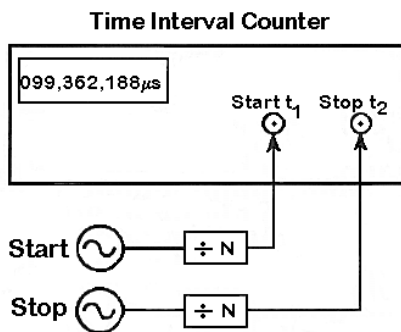 Time Interval Counter
099,362,188μs
Start t₁ Stop t₂
Start ÷ N
Stop ÷ N